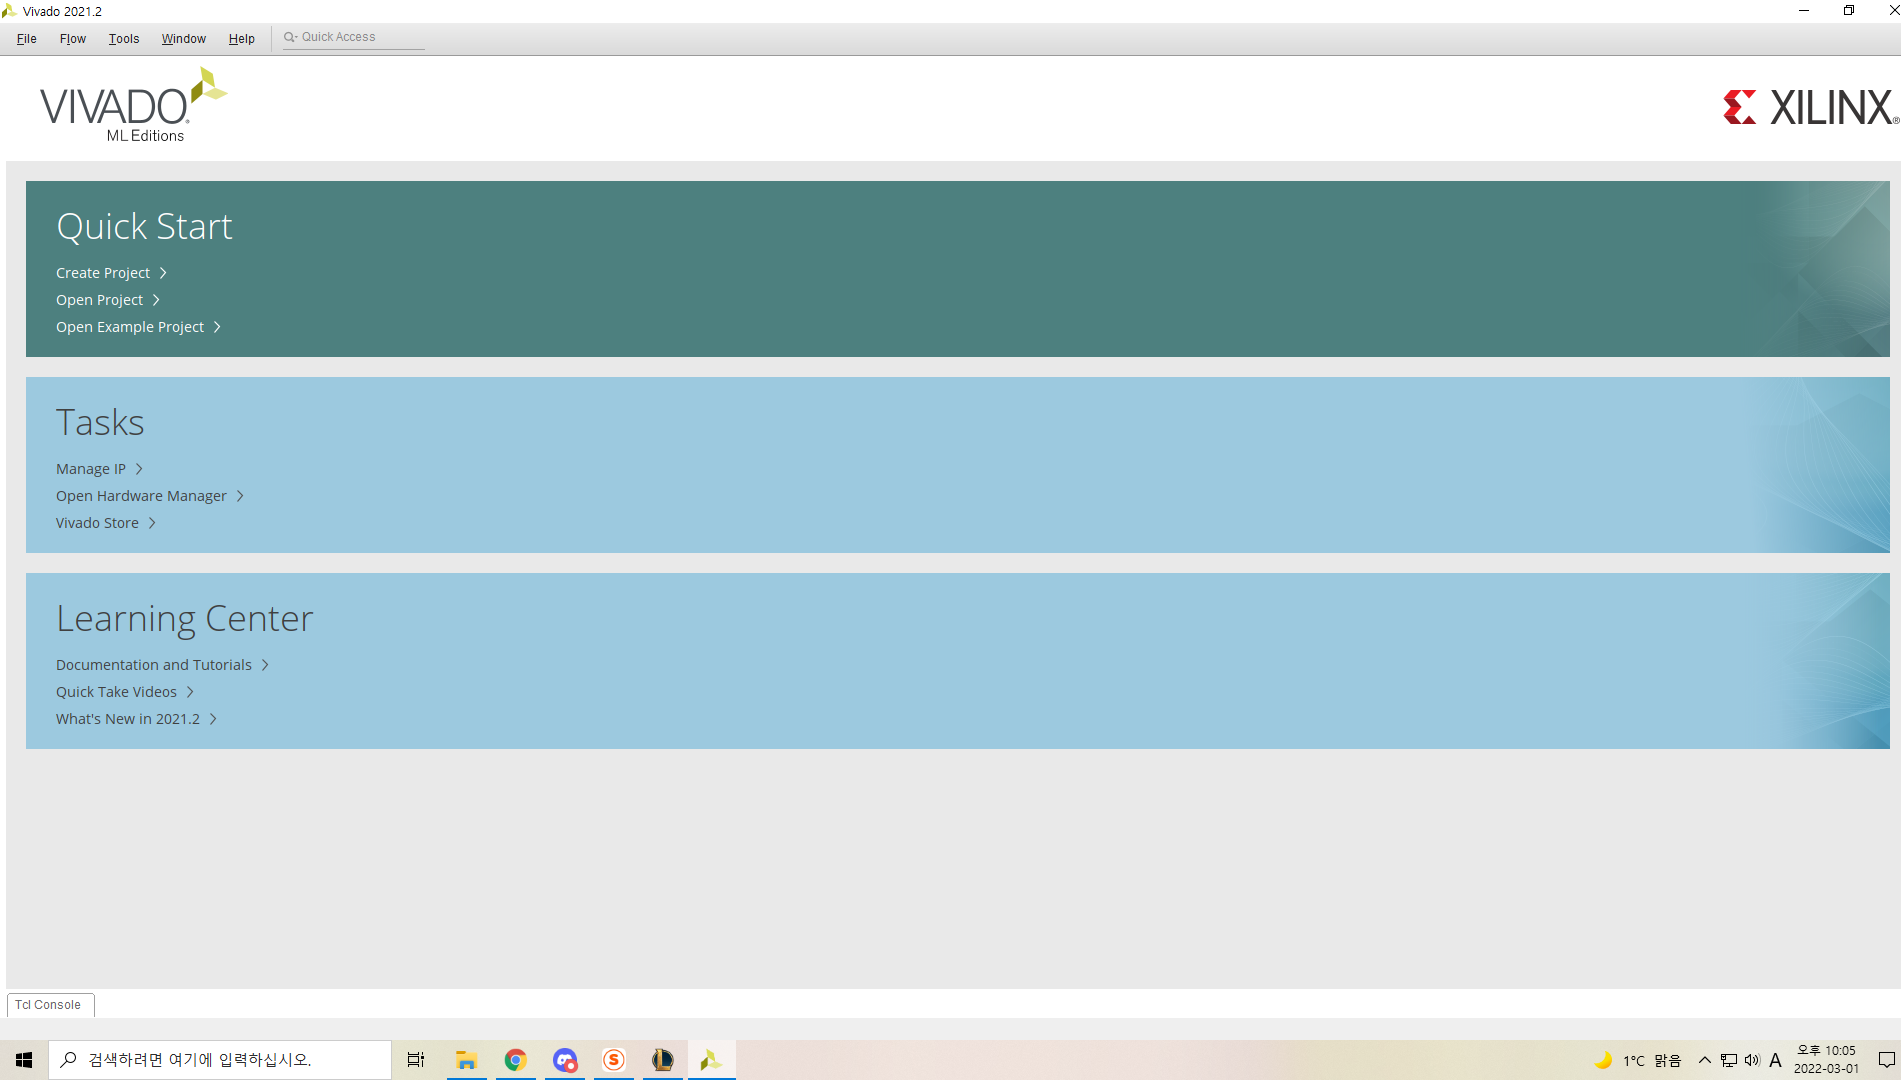 Vivado 2021.2
File Flow Tools Window Help Quick Access
VIVADO®
ML Editions
XILINX®
Quick Start
Create Project
Open Project
Open Example Project
Tasks
Manage IP
Open Hardware Manager
Vivado Store
Learning Center
Documentation and Tutorials
Quick Take Videos
What's New in 2021.2
Tcl Console
검색하려면 여기에 입력하십시오.
S
1°C 맑음
A
오후 10:05
2022-03-01